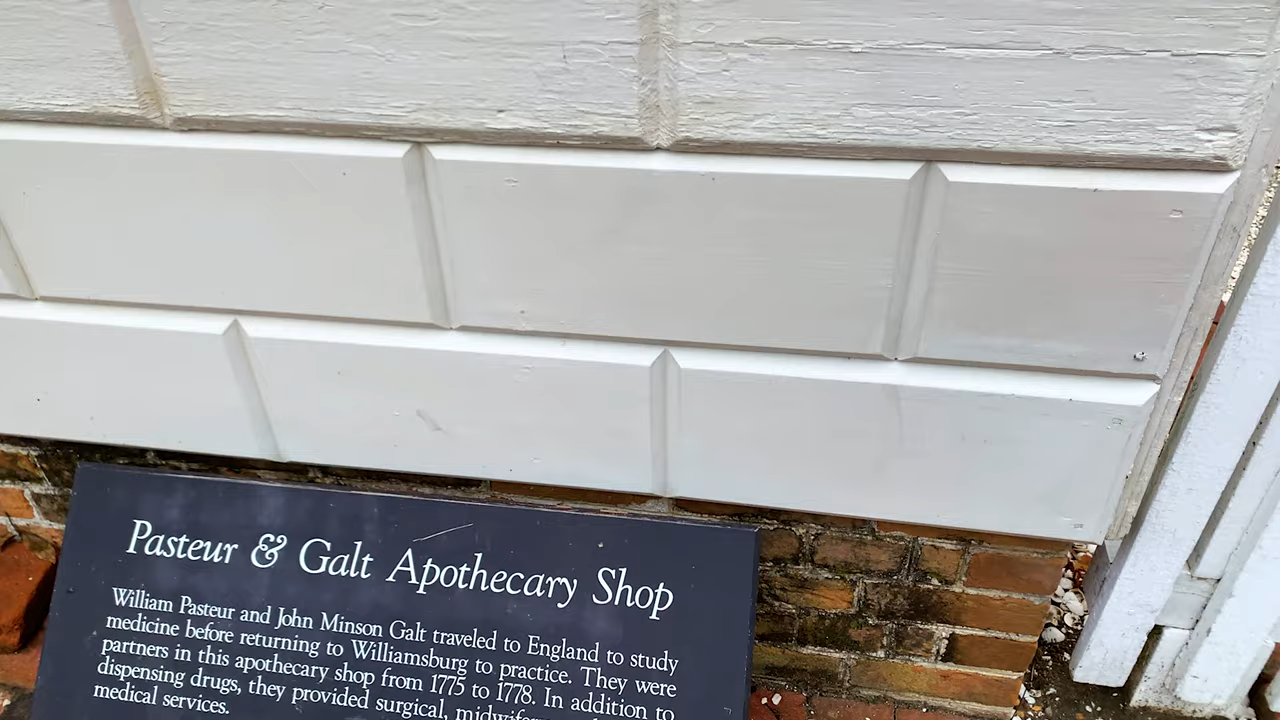 Pasteur & Galt Apothecary Shop
William Pasteur and John Minson Galt traveled to England to study
medicine before returning to Williamsburg to practice. They were
partners in this apothecary shop from 1775 to 1778. In addition to
dispensing drugs, they provided surgical,
medical services.